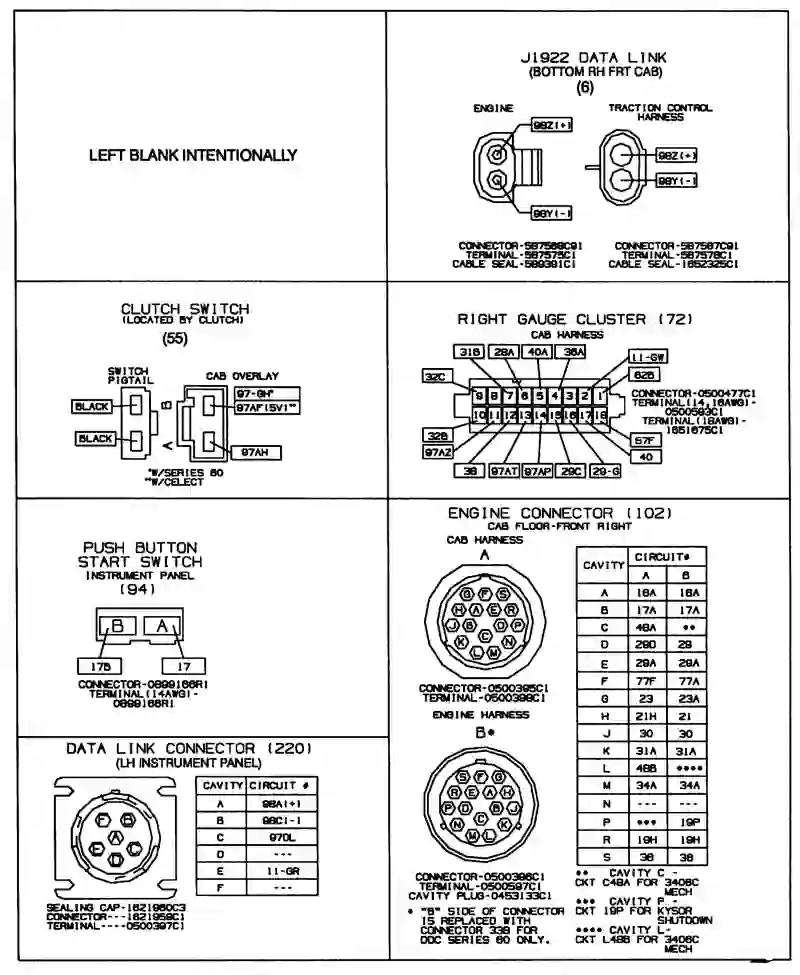 LEFT BLANK INTENTIONALLY
J1922 DATA LINK
(BOTTOM RH FRT CAB)
(6)
ENGINE
TRACTION CONTROL
HARNESS
98Z(+)
98Y(-)
98Z(+)
98Y(-)
CONNECTOR-587568C91
TERMINAL-587575C1
CABLE SEAL-589391C1
CONNECTOR-587567C91
TERMINAL-587578C1
CABLE SEAL-1652325C1
CLUTCH SWITCH
(LOCATED BY CLUTCH)
(55)
SWITCH
PIGTAIL
CAB OVERLAY
BLACK
BLACK
B
A
97-GH*
97AF(5V)**
97AH
*W/SERIES 60
**W/CELECT
RIGHT GAUGE CLUSTER (72)
CAB HARNESS
31B 28A 40A 36A
11-GW
32C
62B
9 8 7 6 5 4 3 2 1
10 11 12 13 14 15 16 17 18
32B
97AZ
57F
40
38 97AT 97AP 29C 29-G
CONNECTOR-0500477C1
TERMINAL(14,16AWG)-
0500593C1
TERMINAL(18AWG)-
1651675C1
PUSH BUTTON
START SWITCH
INSTRUMENT PANEL
(94)
B A
17B 17
CONNECTOR-0899166R1
TERMINAL(14AWG)-
0899168R1
ENGINE CONNECTOR (102)
CAB FLOOR-FRONT RIGHT
CAB HARNESS
A
G F S
H A E R
J B D P
K C N
L M
CONNECTOR-0500395C1
TERMINAL-0500398C1
ENGINE HARNESS
B*
S F G
R E A H
P D B J
N C K
M L
CONNECTOR-0500396C1
TERMINAL-0500597C1
CAVITY PLUG-0453133C1
* "B" SIDE OF CONNECTOR
IS REPLACED WITH
CONNECTOR 338 FOR
DDC SERIES 60 ONLY.
CAVITY CIRCUIT#
A B
A 18A 18A
B 17A 17A
C 48A **
D 29D 29
E 29A 29A
F 77F 77A
G 23 23A
H 21H 21
J 30 30
K 31A 31A
L 48B ****
M 34A 34A
N --- ---
P *** 19P
R 19H 19H
S 38 38
** CAVITY C -
CKT C48A FOR 3406C
MECH
*** CAVITY P -
CKT 19P FOR KYSOR
SHUTDOWN
**** CAVITY L-
CKT L48B FOR 3406C
MECH
DATA LINK CONNECTOR (220)
(LH INSTRUMENT PANEL)
F B
A
E C
D
CAVITY CIRCUIT #
A 98A(+)
B 98C(-)
C 97DL
D ---
E 11-GR
F ---
SEALING CAP-1621960C3
CONNECTOR---1621959C1
TERMINAL----0500397C1